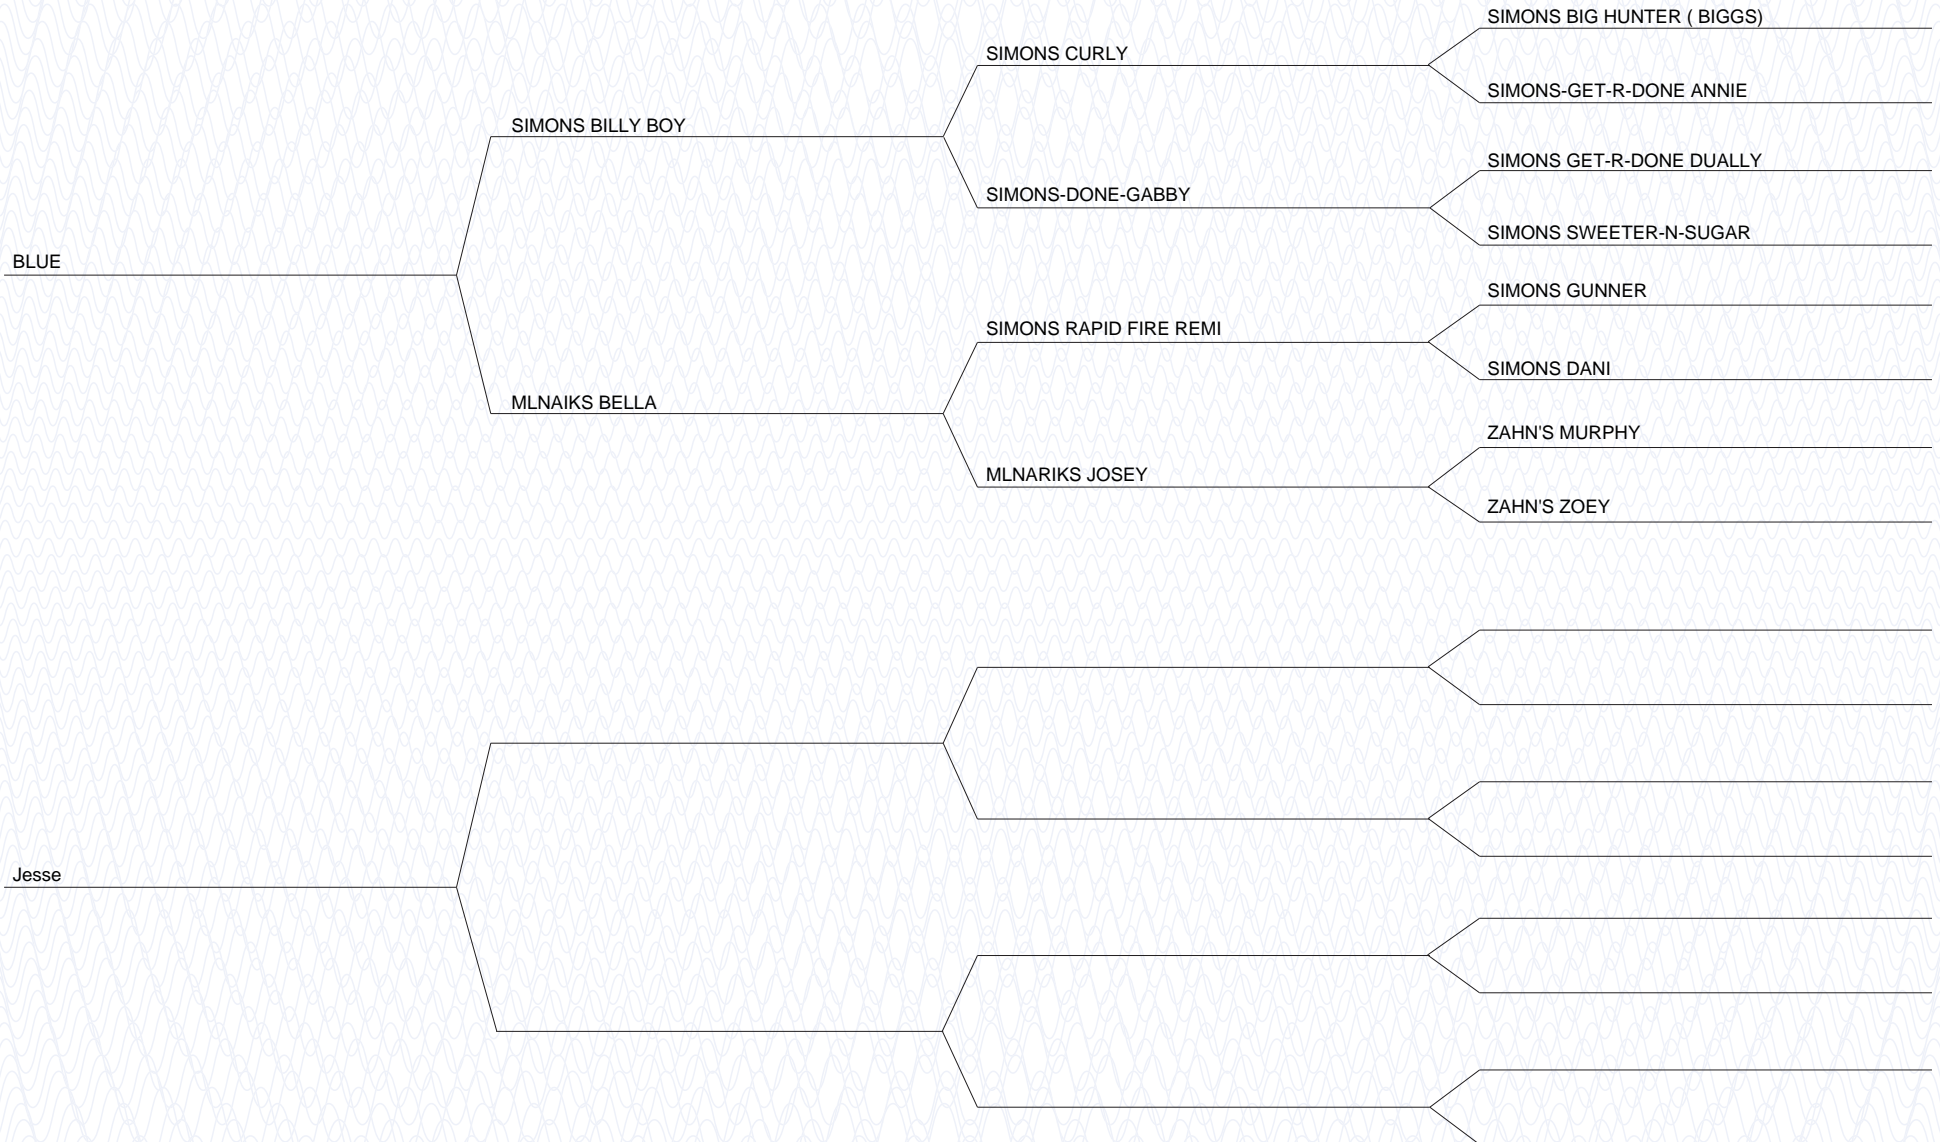 SIMONS BIG HUNTER ( BIGGS)
SIMONS CURLY
SIMONS-GET-R-DONE ANNIE
SIMONS BILLY BOY
SIMONS GET-R-DONE DUALLY
SIMONS-DONE-GABBY
SIMONS SWEETER-N-SUGAR
BLUE
SIMONS GUNNER
SIMONS RAPID FIRE REMI
SIMONS DANI
MLNAIKS BELLA
ZAHN'S MURPHY
MLNARIKS JOSEY
ZAHN'S ZOEY
Jesse